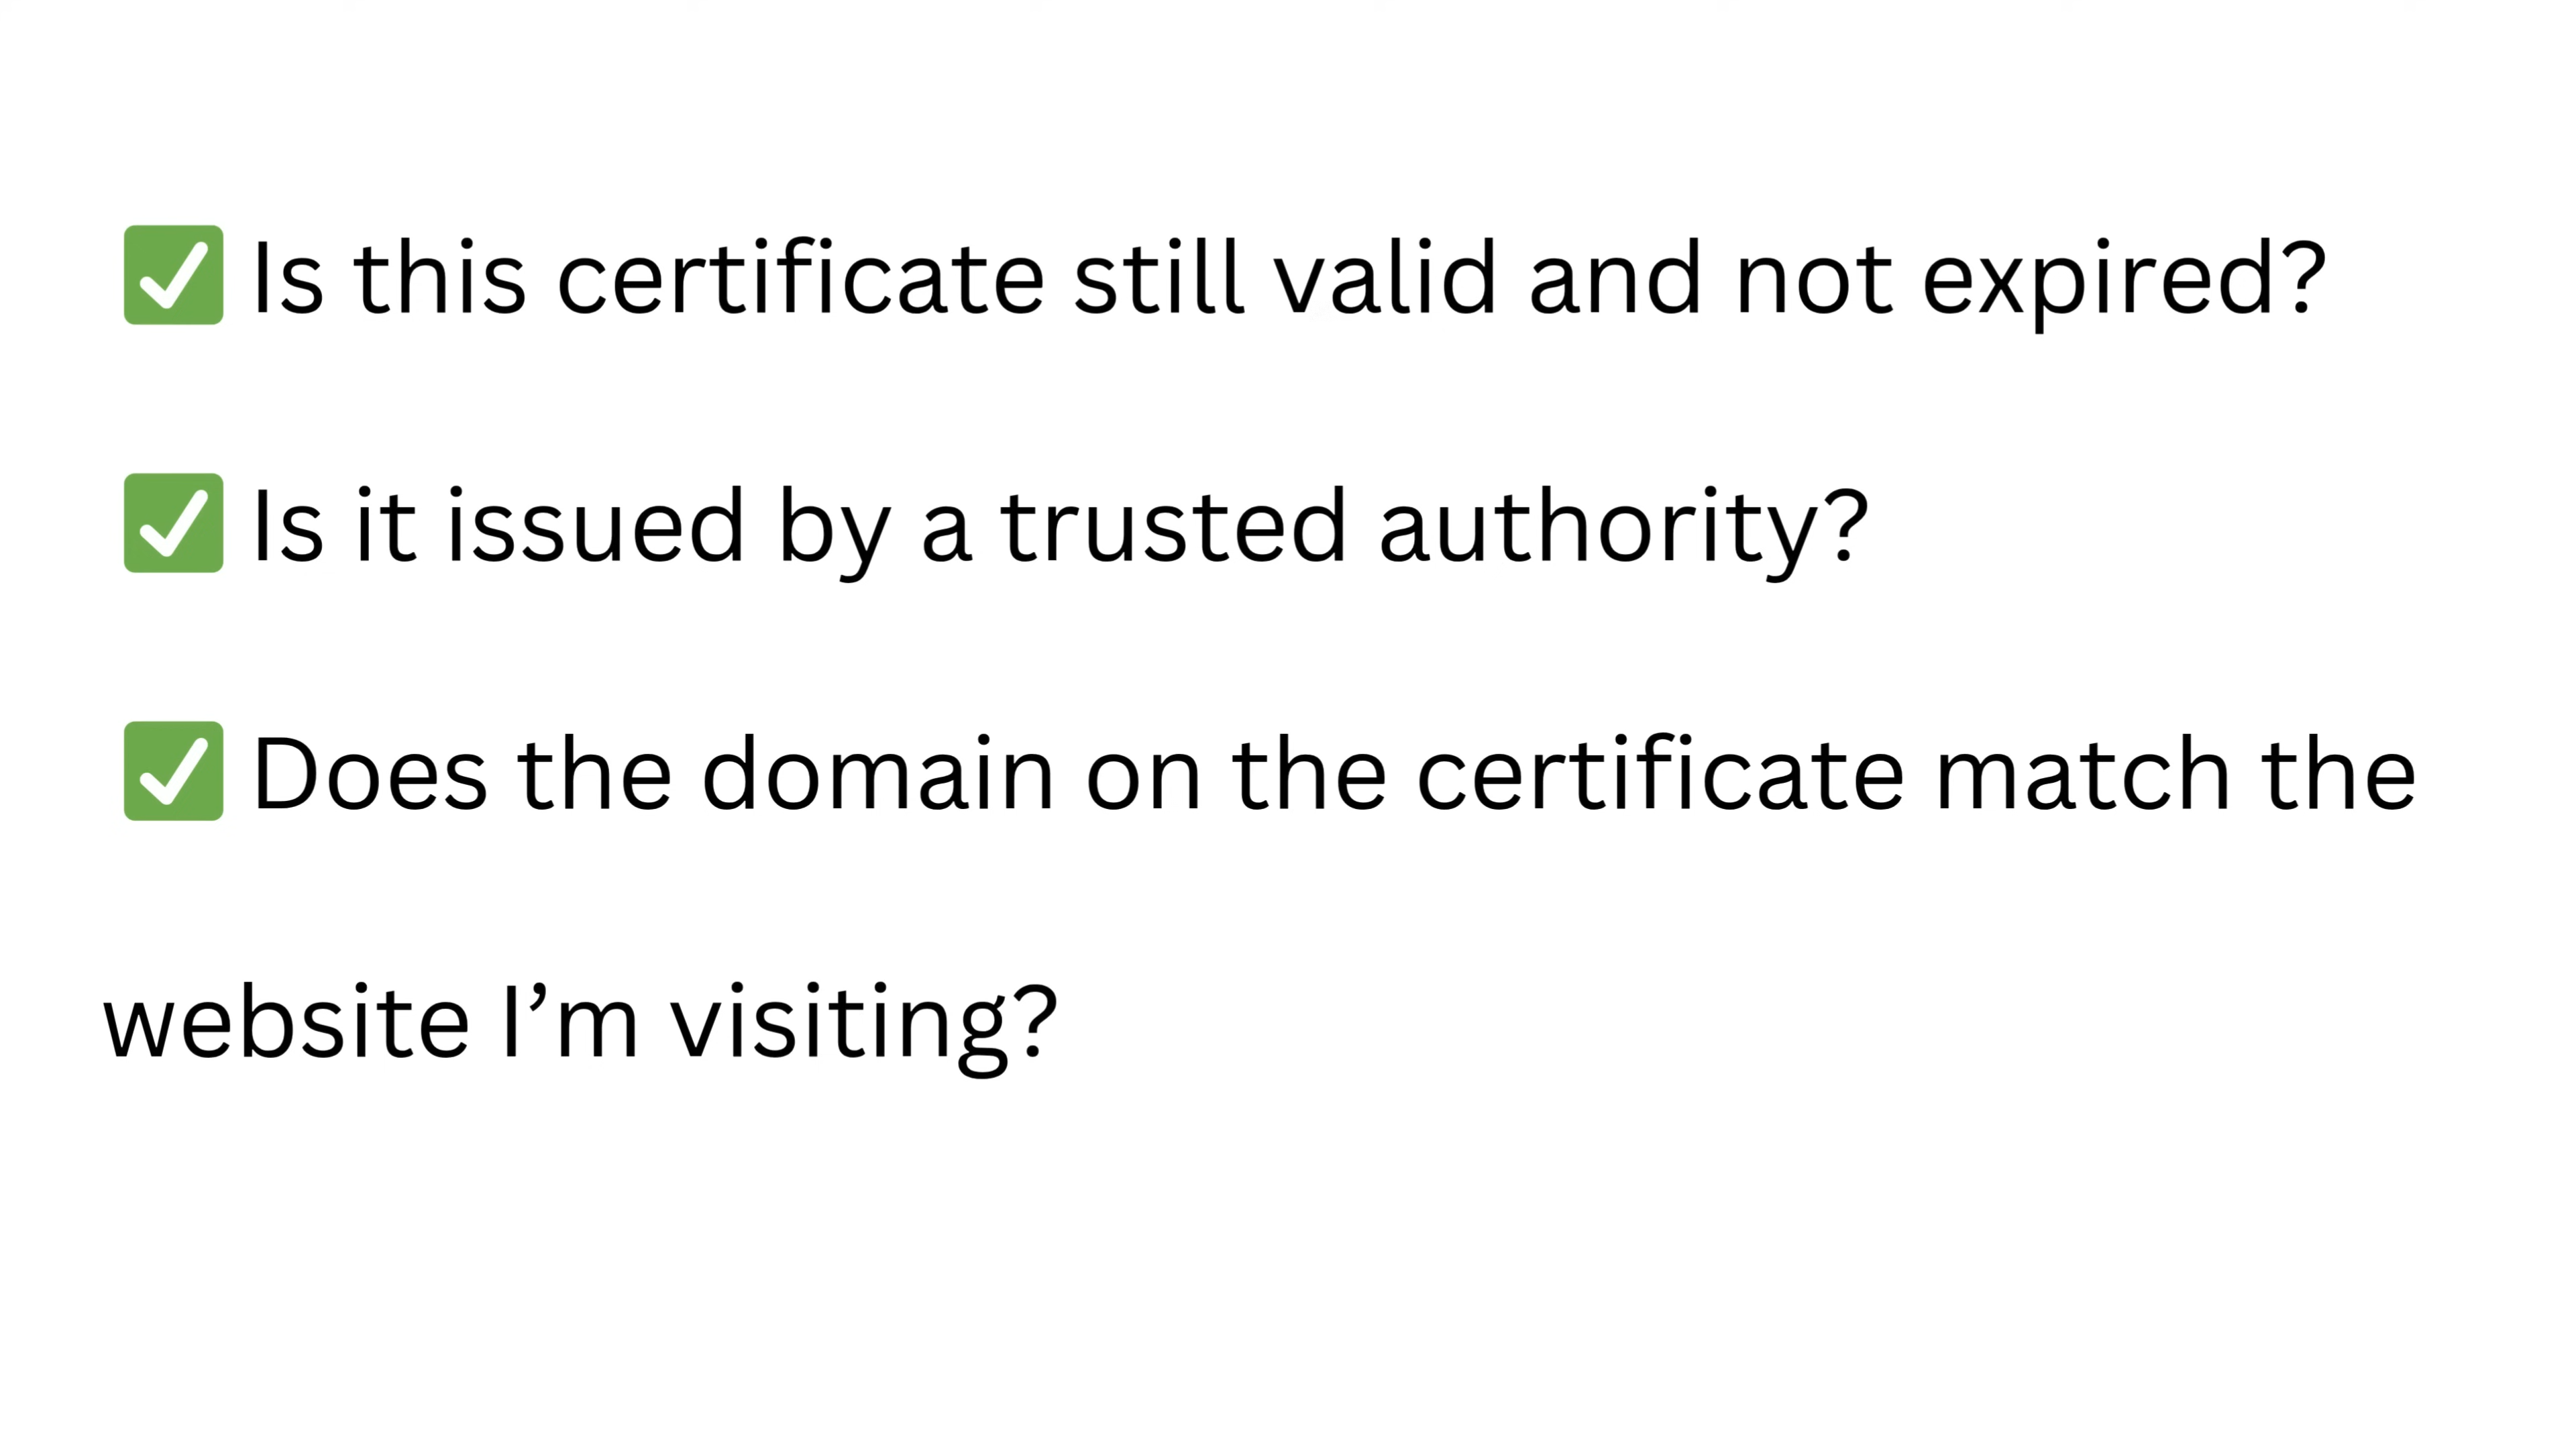 ✅ Is this certificate still valid and not expired?
✅ Is it issued by a trusted authority?
✅ Does the domain on the certificate match the
website I’m visiting?